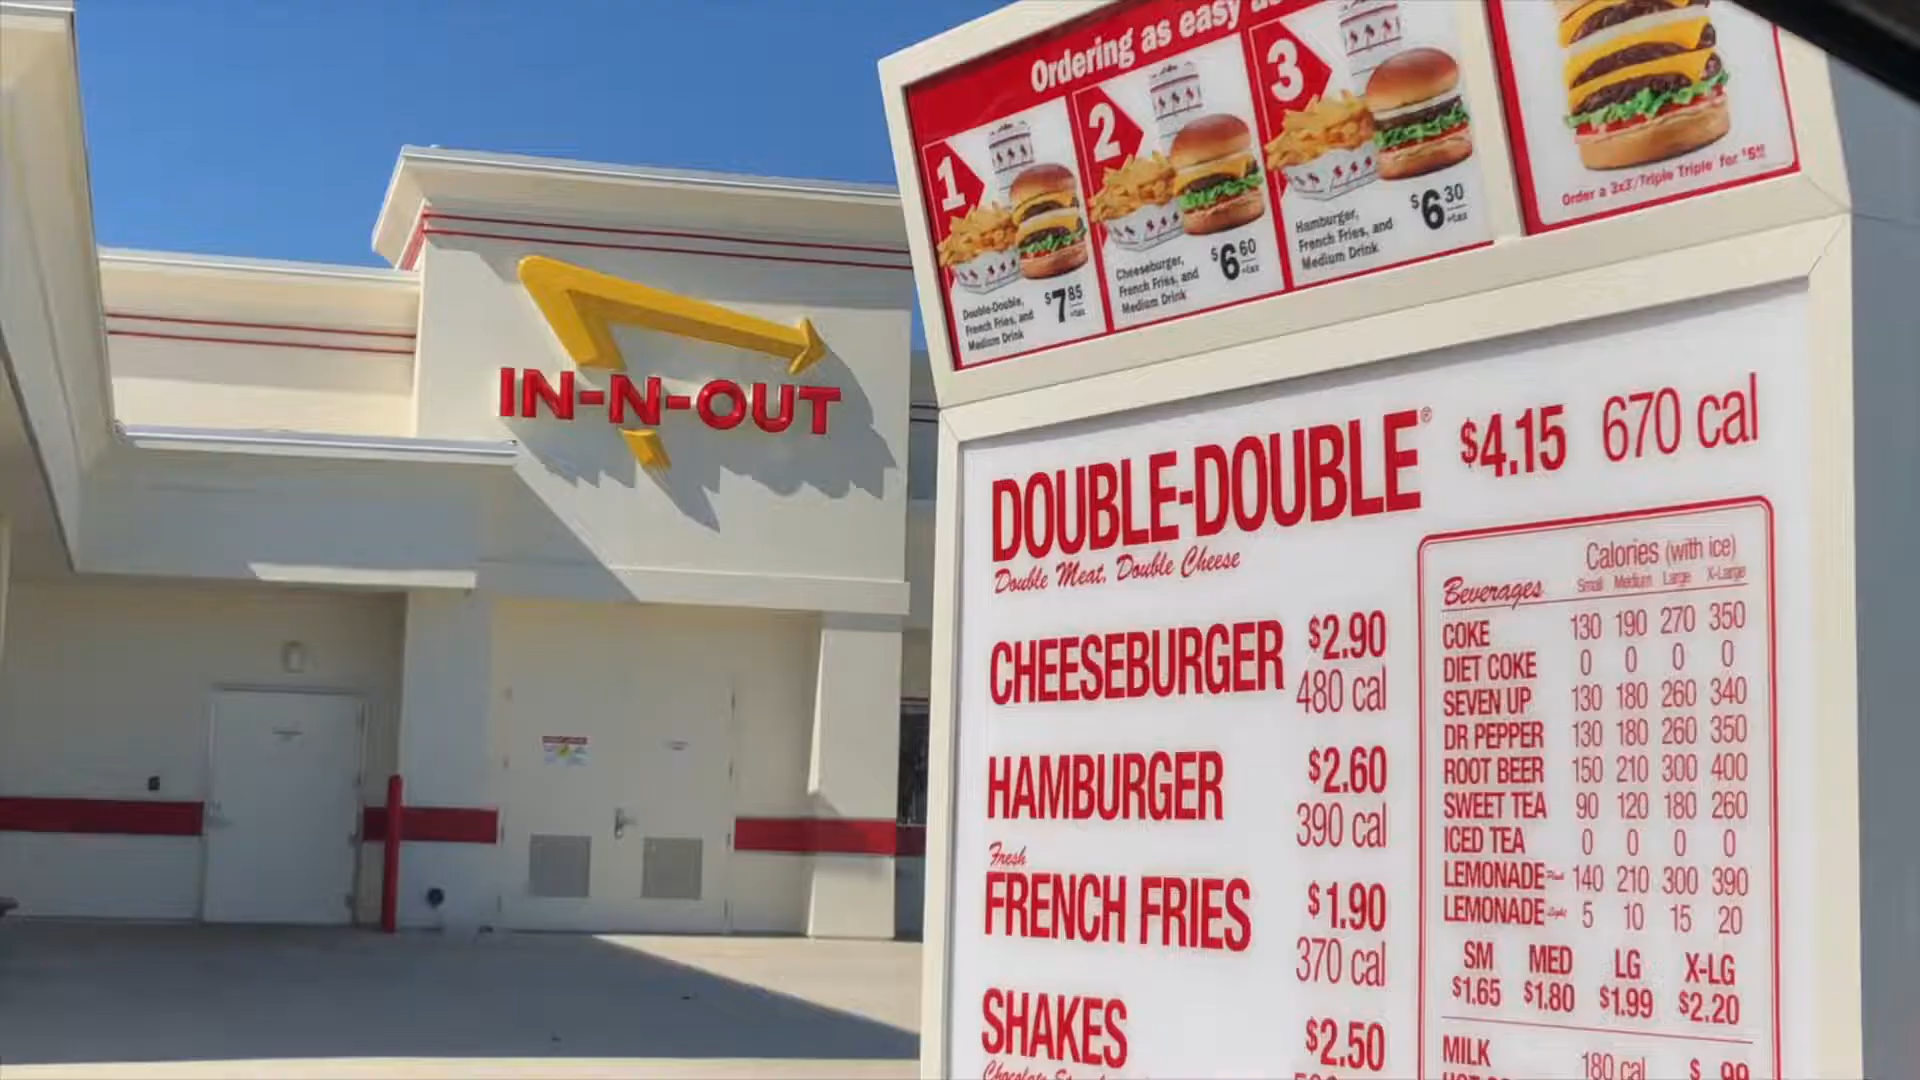 IN-N-OUT
Ordering as easy
1
Double-Double,
French Fries, and
Medium Drink
$7 85
+tax
2
Cheeseburger,
French Fries, and
Medium Drink
$6 60
+tax
3
Hamburger,
French Fries, and
Medium Drink
$6 30
+tax
Order a 3x3/Triple Triple for
DOUBLE-DOUBLE® $4.15 670 cal
Double Meat, Double Cheese
CHEESEBURGER $2.90
480 cal
HAMBURGER $2.60
390 cal
Fresh
FRENCH FRIES $1.90
370 cal
SHAKES $2.50
Calories (with ice)
Beverages Small Medium Large X-Large
COKE 130 190 270 350
DIET COKE 0 0 0 0
SEVEN UP 130 180 260 340
DR PEPPER 130 180 260 350
ROOT BEER 150 210 300 400
SWEET TEA 90 120 180 260
ICED TEA 0 0 0 0
LEMONADE 140 210 300 390
LEMONADE Light 5 10 15 20
SM MED LG X-LG
$1.65 $1.80 $1.99 $2.20
MILK 180 cal $ .99